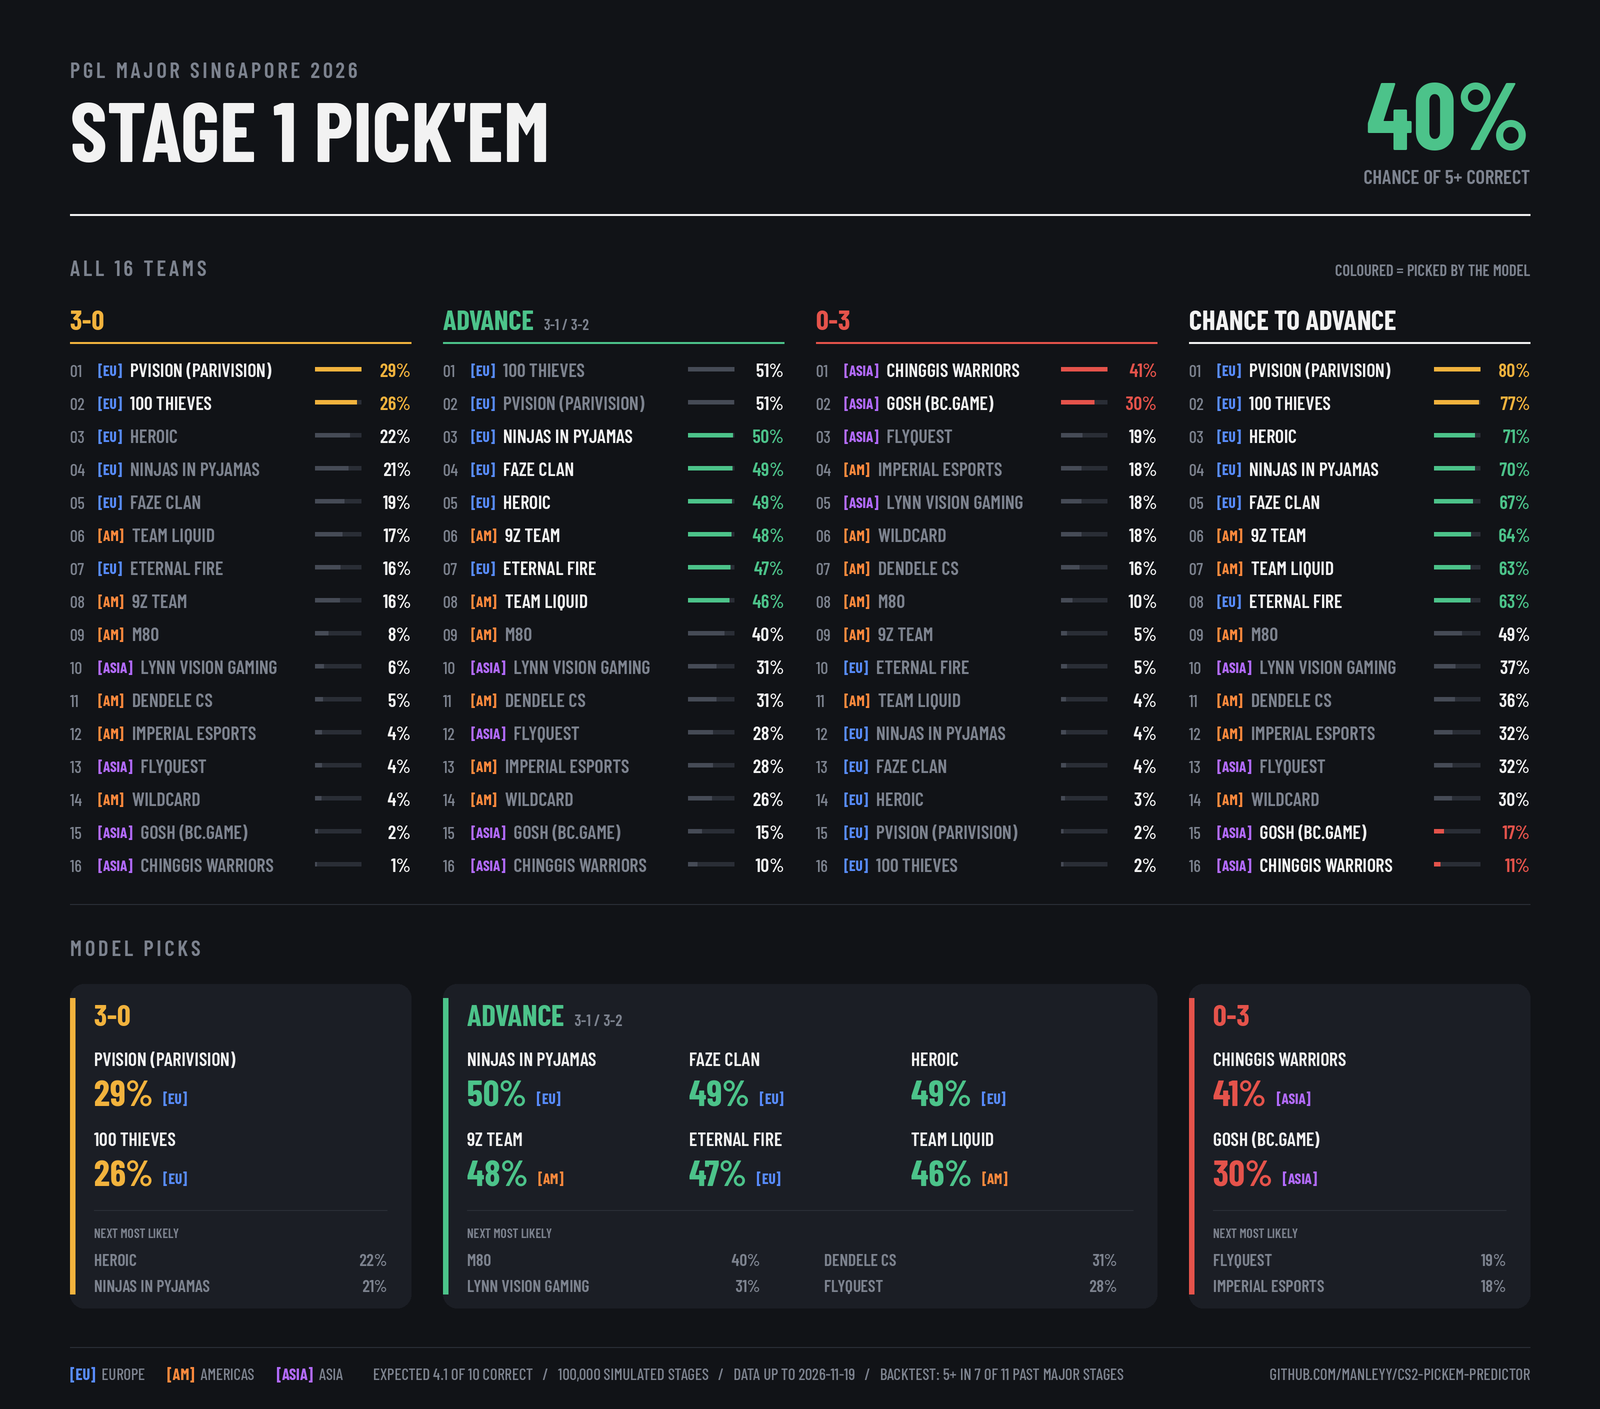 PGL MAJOR SINGAPORE 2026
STAGE 1 PICK'EM
40%
CHANCE OF 5+ CORRECT
ALL 16 TEAMS
COLOURED = PICKED BY THE MODEL
3-0
01 [EU] PVISION (PARIVISION) 29%
02 [EU] 100 THIEVES 26%
03 [EU] HEROIC 22%
04 [EU] NINJAS IN PYJAMAS 21%
05 [EU] FAZE CLAN 19%
06 [AM] TEAM LIQUID 17%
07 [EU] ETERNAL FIRE 16%
08 [AM] 9Z TEAM 16%
09 [AM] M80 8%
10 [ASIA] LYNN VISION GAMING 6%
11 [AM] DENDELE CS 5%
12 [AM] IMPERIAL ESPORTS 4%
13 [ASIA] FLYQUEST 4%
14 [AM] WILDCARD 4%
15 [ASIA] GOSH (BC.GAME) 2%
16 [ASIA] CHINGGIS WARRIORS 1%
ADVANCE 3-1 / 3-2
01 [EU] 100 THIEVES 51%
02 [EU] PVISION (PARIVISION) 51%
03 [EU] NINJAS IN PYJAMAS 50%
04 [EU] FAZE CLAN 49%
05 [EU] HEROIC 49%
06 [AM] 9Z TEAM 48%
07 [EU] ETERNAL FIRE 47%
08 [AM] TEAM LIQUID 46%
09 [AM] M80 40%
10 [ASIA] LYNN VISION GAMING 31%
11 [AM] DENDELE CS 31%
12 [ASIA] FLYQUEST 28%
13 [AM] IMPERIAL ESPORTS 28%
14 [AM] WILDCARD 26%
15 [ASIA] GOSH (BC.GAME) 15%
16 [ASIA] CHINGGIS WARRIORS 10%
0-3
01 [ASIA] CHINGGIS WARRIORS 41%
02 [ASIA] GOSH (BC.GAME) 30%
03 [ASIA] FLYQUEST 19%
04 [AM] IMPERIAL ESPORTS 18%
05 [ASIA] LYNN VISION GAMING 18%
06 [AM] WILDCARD 18%
07 [AM] DENDELE CS 16%
08 [AM] M80 10%
09 [AM] 9Z TEAM 5%
10 [EU] ETERNAL FIRE 5%
11 [AM] TEAM LIQUID 4%
12 [EU] NINJAS IN PYJAMAS 4%
13 [EU] FAZE CLAN 4%
14 [EU] HEROIC 3%
15 [EU] PVISION (PARIVISION) 2%
16 [EU] 100 THIEVES 2%
CHANCE TO ADVANCE
01 [EU] PVISION (PARIVISION) 80%
02 [EU] 100 THIEVES 77%
03 [EU] HEROIC 71%
04 [EU] NINJAS IN PYJAMAS 70%
05 [EU] FAZE CLAN 67%
06 [AM] 9Z TEAM 64%
07 [AM] TEAM LIQUID 63%
08 [EU] ETERNAL FIRE 63%
09 [AM] M80 49%
10 [ASIA] LYNN VISION GAMING 37%
11 [AM] DENDELE CS 36%
12 [AM] IMPERIAL ESPORTS 32%
13 [ASIA] FLYQUEST 32%
14 [AM] WILDCARD 30%
15 [ASIA] GOSH (BC.GAME) 17%
16 [ASIA] CHINGGIS WARRIORS 11%
MODEL PICKS
3-0
PVISION (PARIVISION)
29% [EU]
100 THIEVES
26% [EU]
NEXT MOST LIKELY
HEROIC 22%
NINJAS IN PYJAMAS 21%
ADVANCE 3-1 / 3-2
NINJAS IN PYJAMAS FAZE CLAN HEROIC
50% [EU] 49% [EU] 49% [EU]
9Z TEAM ETERNAL FIRE TEAM LIQUID
48% [AM] 47% [EU] 46% [AM]
NEXT MOST LIKELY
M80 40% DENDELE CS 31%
LYNN VISION GAMING 31% FLYQUEST 28%
0-3
CHINGGIS WARRIORS
41% [ASIA]
GOSH (BC.GAME)
30% [ASIA]
NEXT MOST LIKELY
FLYQUEST 19%
IMPERIAL ESPORTS 18%
[EU] EUROPE [AM] AMERICAS [ASIA] ASIA EXPECTED 4.1 OF 10 CORRECT / 100,000 SIMULATED STAGES / DATA UP TO 2026-11-19 / BACKTEST: 5+ IN 7 OF 11 PAST MAJOR STAGES GITHUB.COM/MANLEYY/CS2-PICKEM-PREDICTOR